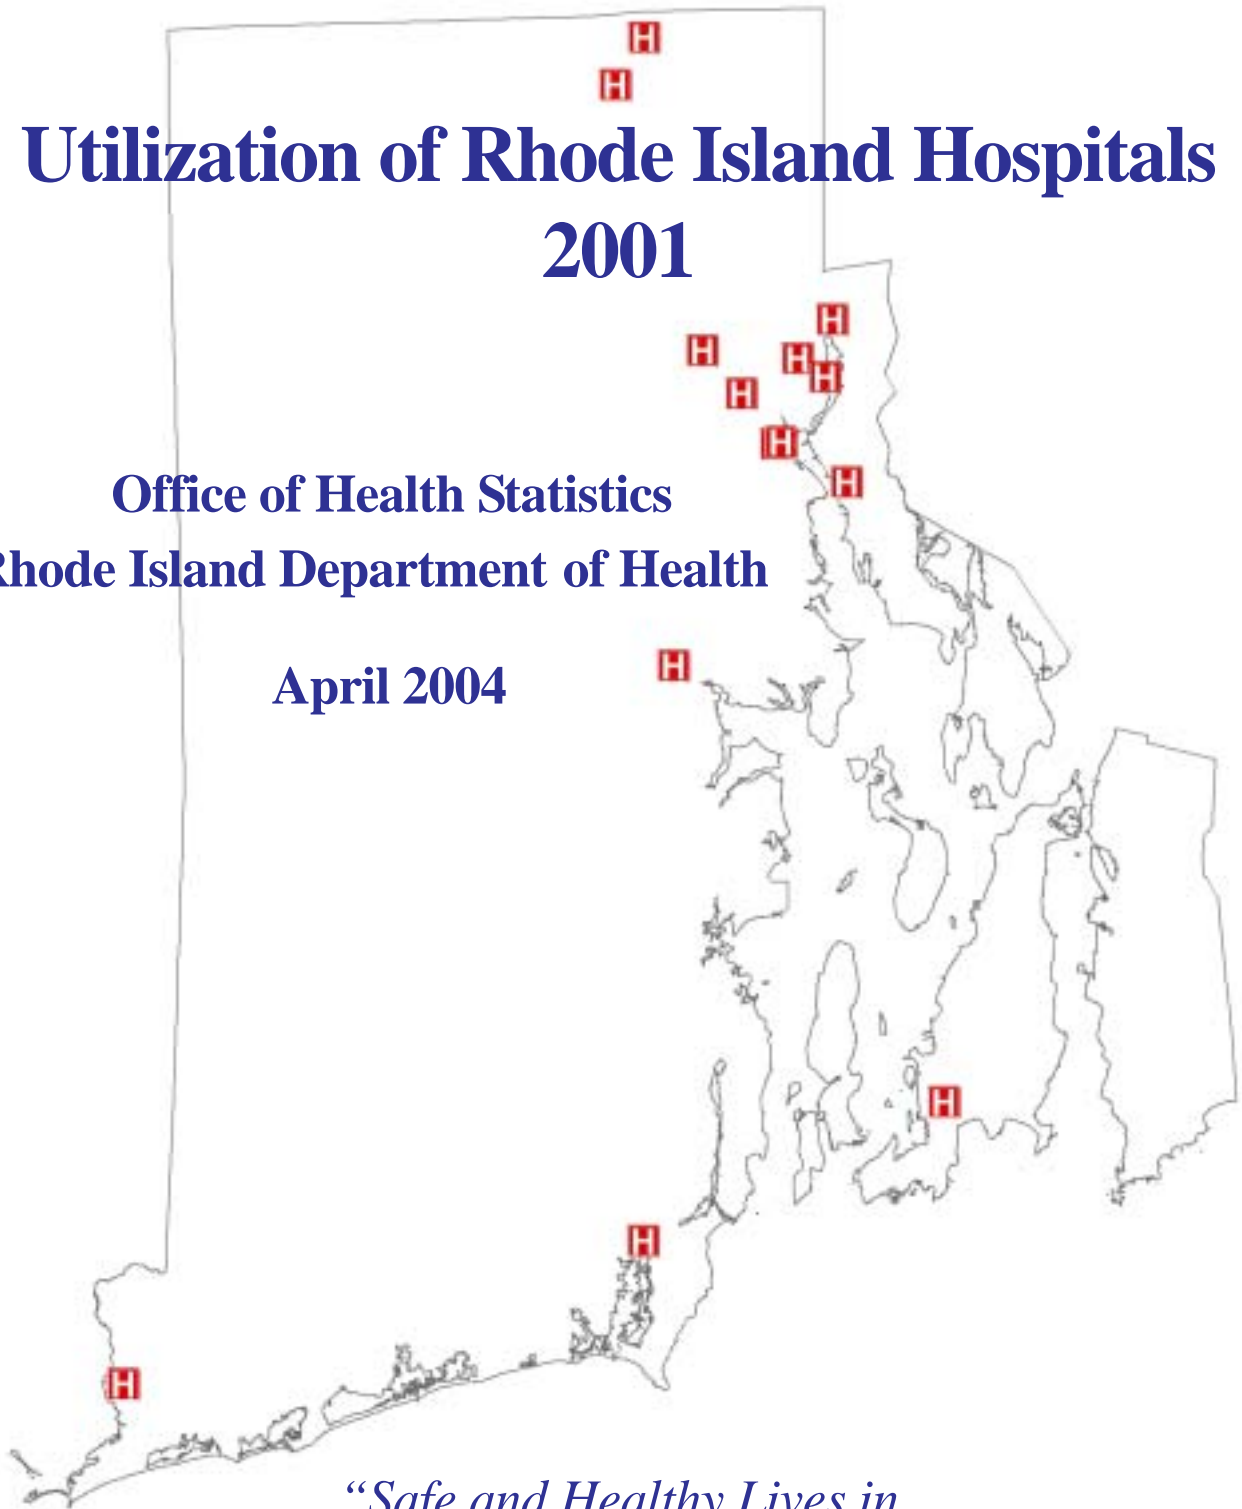 H
H
Utilization of Rhode Island Hospitals
2001
H
H
H
H
H
H
H
Office of Health Statistics
Rhode Island Department of Health
H
April 2004
H
H
H
“Safe and Healthy Lives in